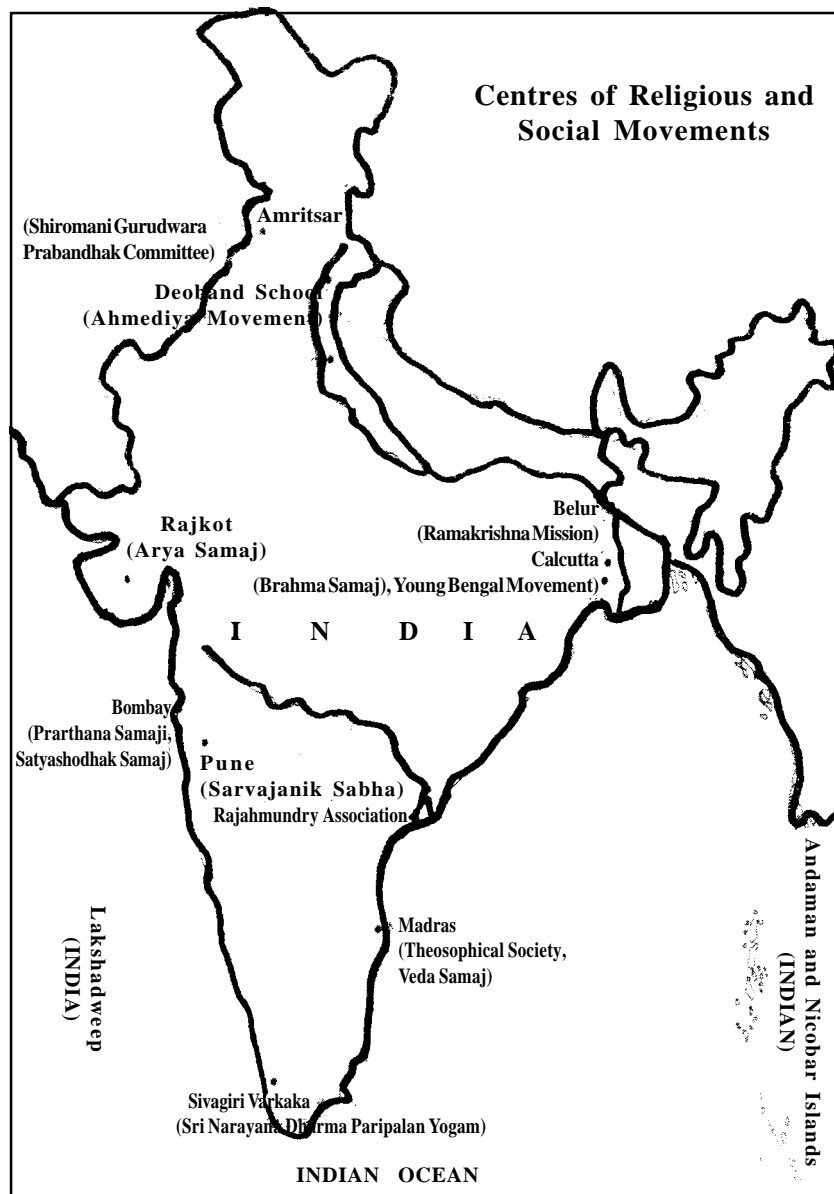 Centres of Religious and
Social Movements
Amritsar
(Shiromani Gurudwara
Prabandhak Committee)
Deoband School
(Ahmediya Movement)
Rajkot
(Arya Samaj)
Belur
(Ramakrishna Mission)
Calcutta
(Brahma Samaj), Young Bengal Movement)
I N D I A
Bombay
(Prarthana Samaji,
Satyashodhak Samaj)
Pune
(Sarvajanik Sabha)
Rajahmundry Association
Madras
(Theosophical Society,
Veda Samaj)
Lakshadweep
(INDIA)
Andaman and Nicobar Islands
(INDIAN)
Sivagiri Varkaka
(Sri Narayana Dharma Paripalan Yogam)
INDIAN OCEAN